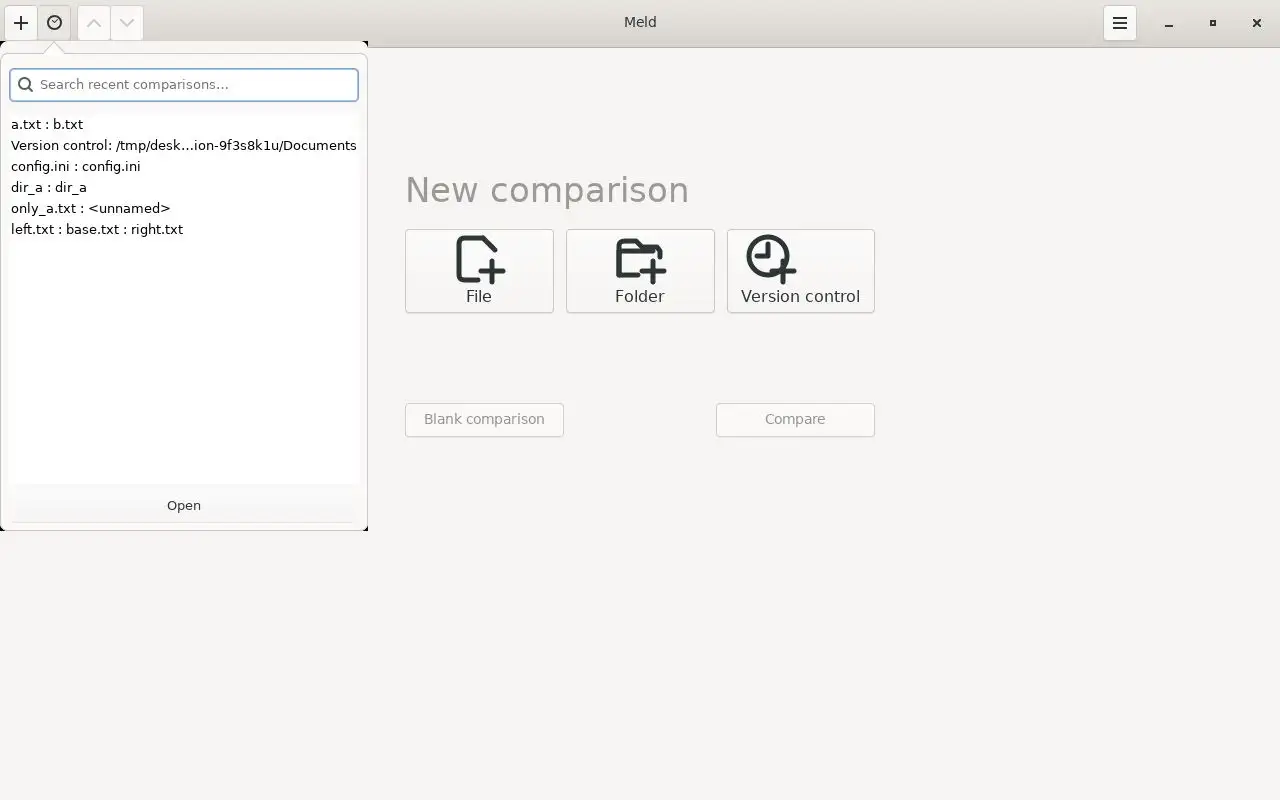 Meld
Search recent comparisons…
a.txt : b.txt
Version control: /tmp/desk…ion-9f3s8k1u/Documents
config.ini : config.ini
dir_a : dir_a
only_a.txt : <unnamed>
left.txt : base.txt : right.txt
Open
New comparison
File
Folder
Version control
Blank comparison
Compare